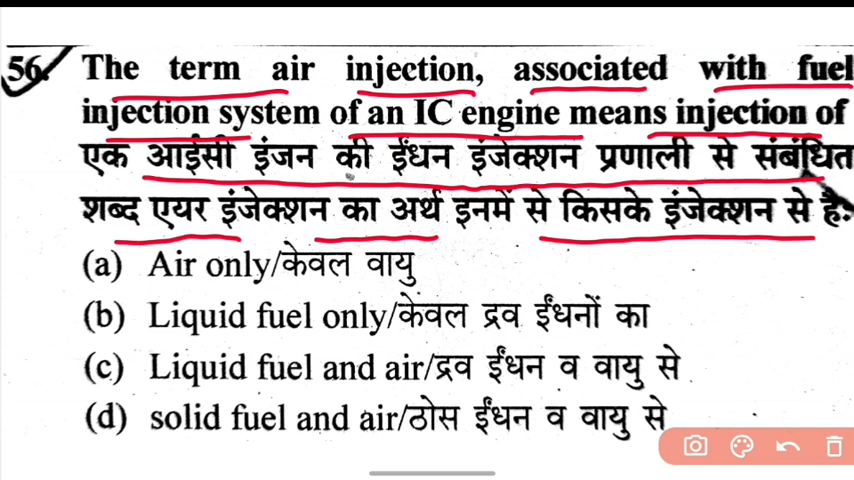 56. The term air injection, associated with fuel
injection system of an IC engine means injection of
एक आईसी इंजन की ईंधन इंजेक्शन प्रणाली से संबंधित
शब्द एयर इंजेक्शन का अर्थ इनमें से किसके इंजेक्शन से है:
(a) Air only/केवल वायु
(b) Liquid fuel only/केवल द्रव ईंधनों का
(c) Liquid fuel and air/द्रव ईंधन व वायु से
(d) solid fuel and air/ठोस ईंधन व वायु से